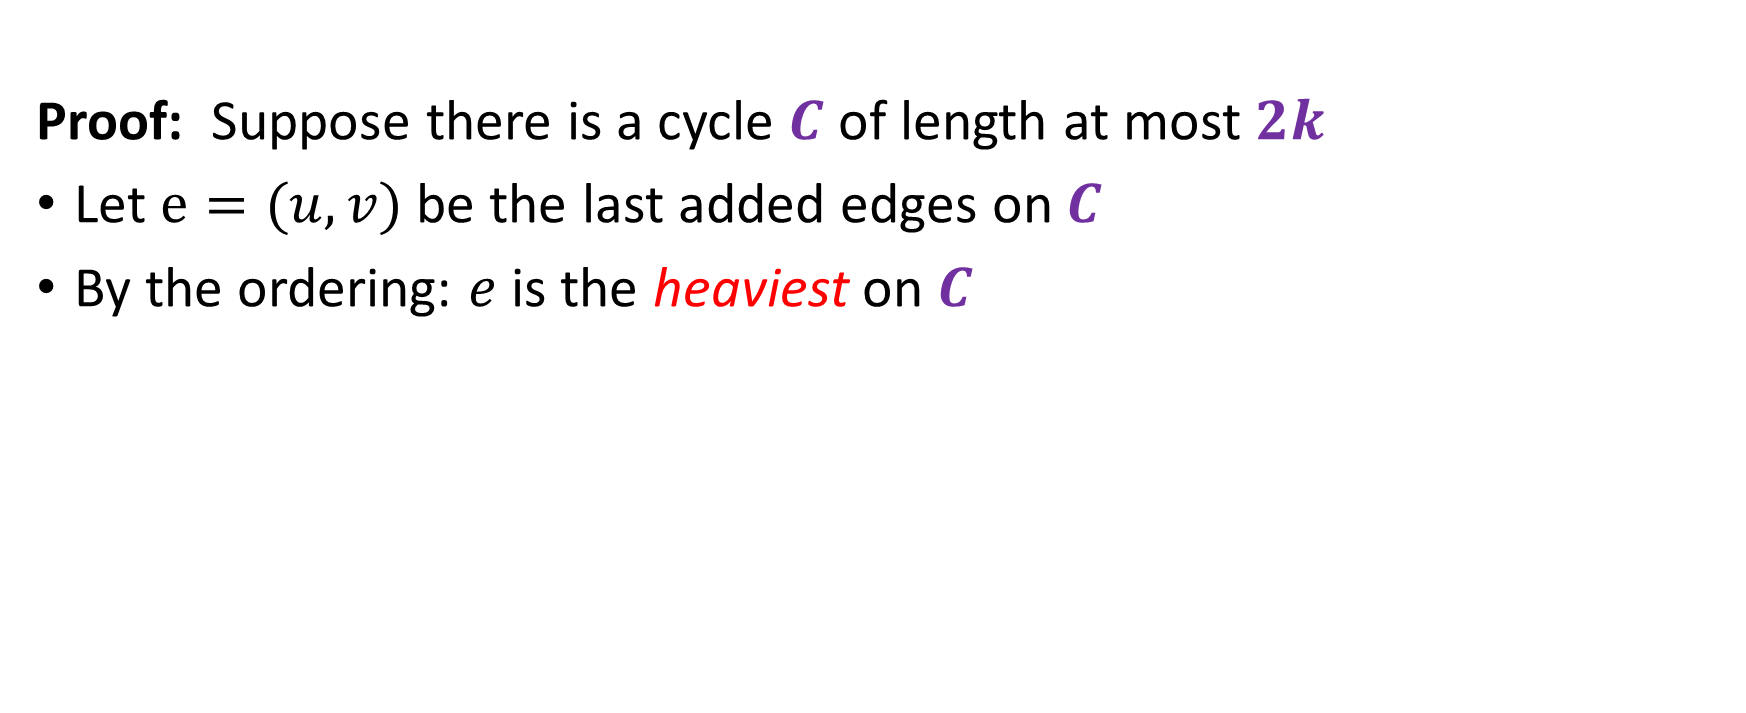 Proof: Suppose there is a cycle C of length at most 2k
• Let e = (u, v) be the last added edges on C
• By the ordering: e is the heaviest on C